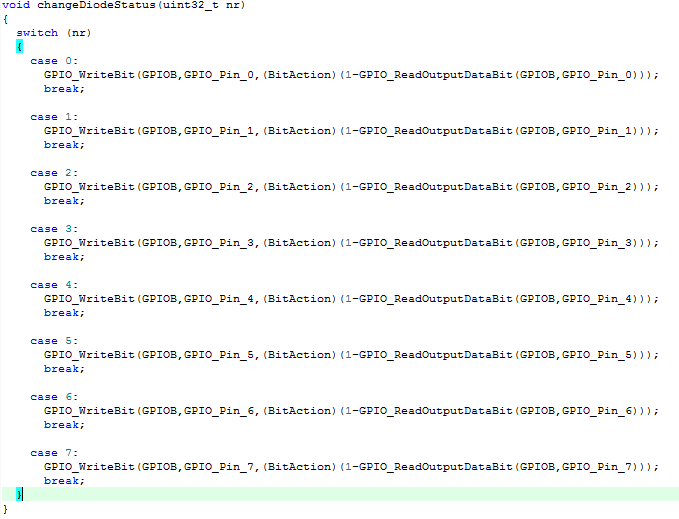 void changeDiodeStatus(uint32_t nr)
{
  switch (nr)
  {
    case 0:
      GPIO_WriteBit(GPIOB,GPIO_Pin_0,(BitAction)(1-GPIO_ReadOutputDataBit(GPIOB,GPIO_Pin_0)));
      break;

    case 1:
      GPIO_WriteBit(GPIOB,GPIO_Pin_1,(BitAction)(1-GPIO_ReadOutputDataBit(GPIOB,GPIO_Pin_1)));
      break;

    case 2:
      GPIO_WriteBit(GPIOB,GPIO_Pin_2,(BitAction)(1-GPIO_ReadOutputDataBit(GPIOB,GPIO_Pin_2)));
      break;

    case 3:
      GPIO_WriteBit(GPIOB,GPIO_Pin_3,(BitAction)(1-GPIO_ReadOutputDataBit(GPIOB,GPIO_Pin_3)));
      break;

    case 4:
      GPIO_WriteBit(GPIOB,GPIO_Pin_4,(BitAction)(1-GPIO_ReadOutputDataBit(GPIOB,GPIO_Pin_4)));
      break;

    case 5:
      GPIO_WriteBit(GPIOB,GPIO_Pin_5,(BitAction)(1-GPIO_ReadOutputDataBit(GPIOB,GPIO_Pin_5)));
      break;

    case 6:
      GPIO_WriteBit(GPIOB,GPIO_Pin_6,(BitAction)(1-GPIO_ReadOutputDataBit(GPIOB,GPIO_Pin_6)));
      break;

    case 7:
      GPIO_WriteBit(GPIOB,GPIO_Pin_7,(BitAction)(1-GPIO_ReadOutputDataBit(GPIOB,GPIO_Pin_7)));
      break;
  }
}